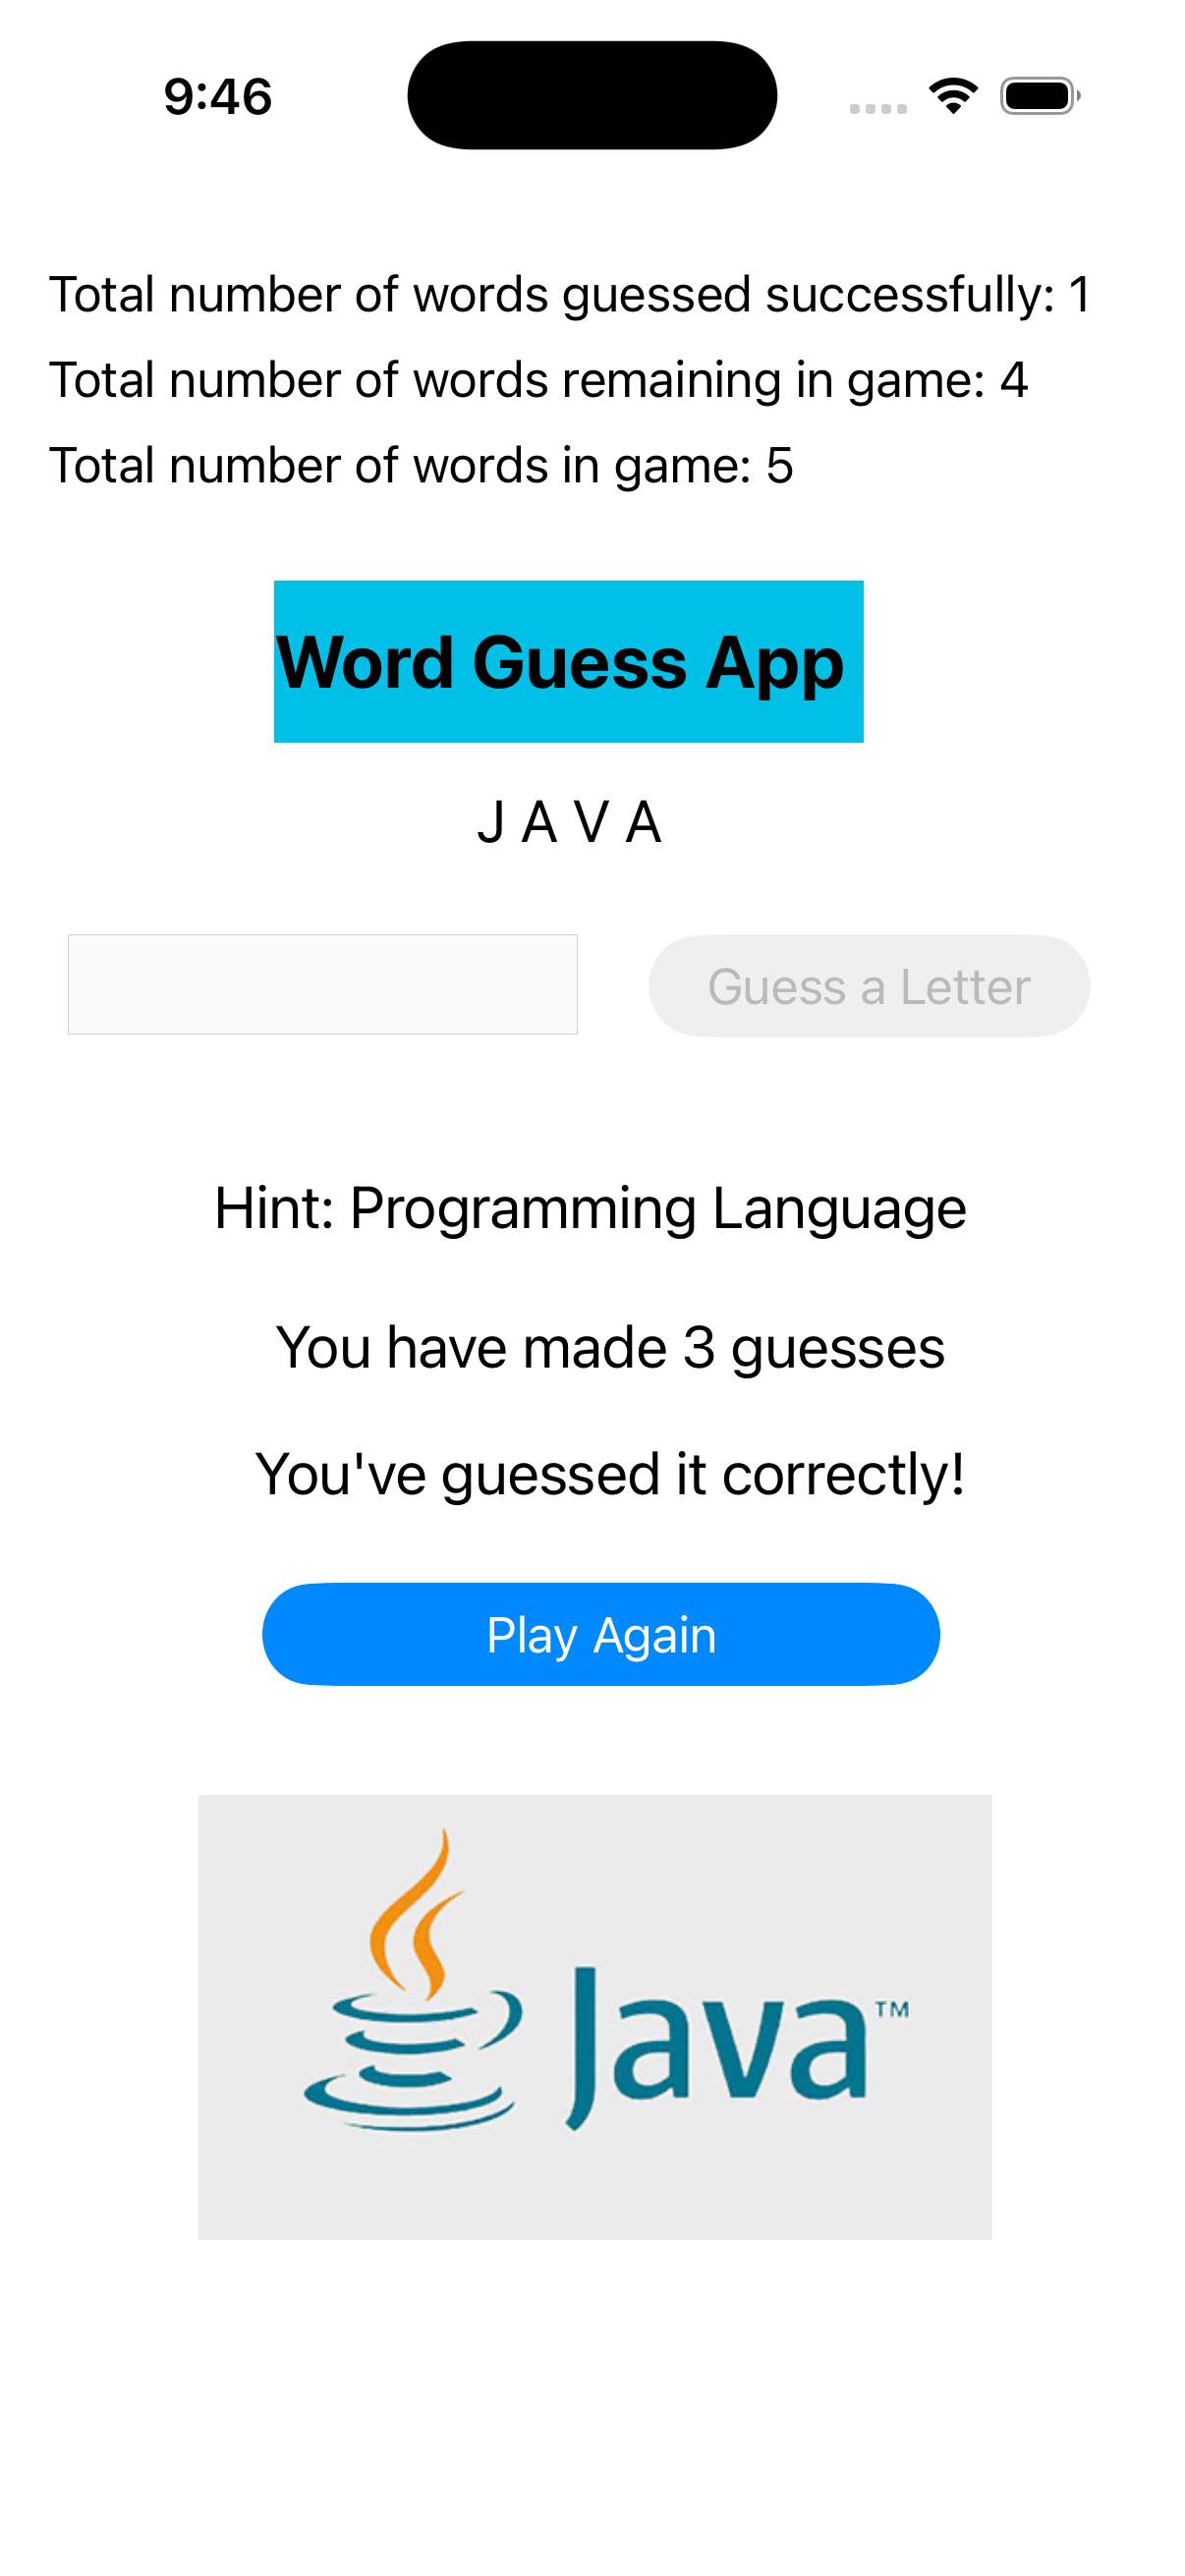 9:46
Total number of words guessed successfully: 1
Total number of words remaining in game: 4
Total number of words in game: 5
Word Guess App
J A V A
Guess a Letter
Hint: Programming Language
You have made 3 guesses
You've guessed it correctly!
Play Again
Java™